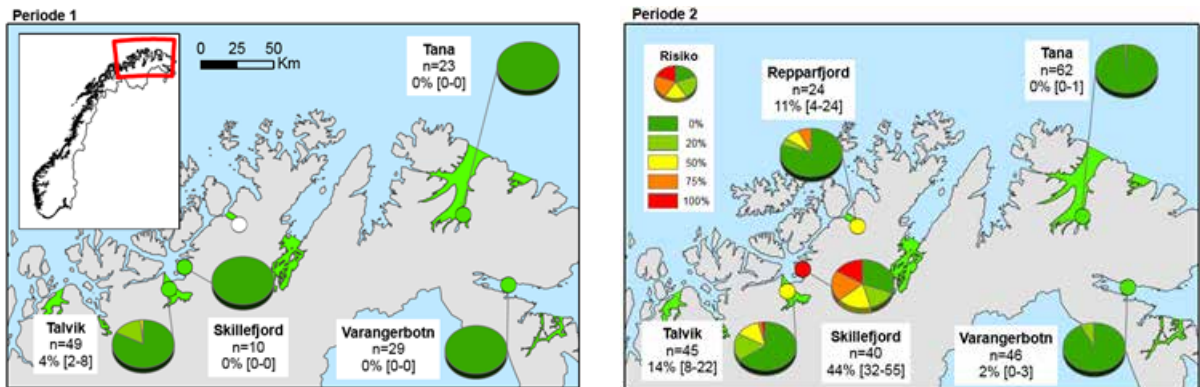 Periode 1
0 25 50
Km
Tana
n=23
0% [0-0]
Talvik
n=49
4% [2-8]
Skillefjord
n=10
0% [0-0]
Varangerbotn
n=29
0% [0-0]
Periode 2
Risiko
0%
20%
50%
75%
100%
Repparfjord
n=24
11% [4-24]
Tana
n=62
0% [0-1]
Talvik
n=45
14% [8-22]
Skillefjord
n=40
44% [32-55]
Varangerbotn
n=46
2% [0-3]